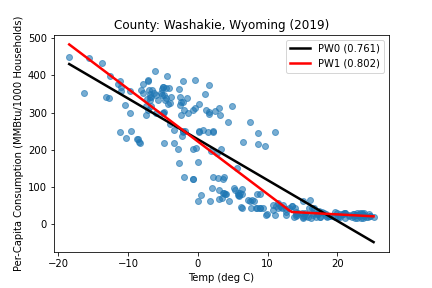 County: Washakie, Wyoming (2019)
Per-Capita Consumption (MMBtu/1000 Households)
500
400
300
200
100
0
PW0 (0.761)
PW1 (0.802)
−20 −10 0 10 20
Temp (deg C)